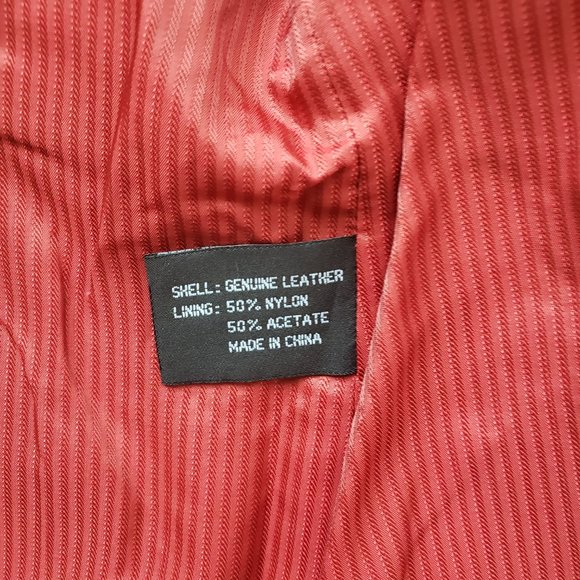 SHELL: GENUINE LEATHER
LINING: 50% NYLON
50% ACETATE
MADE IN CHINA